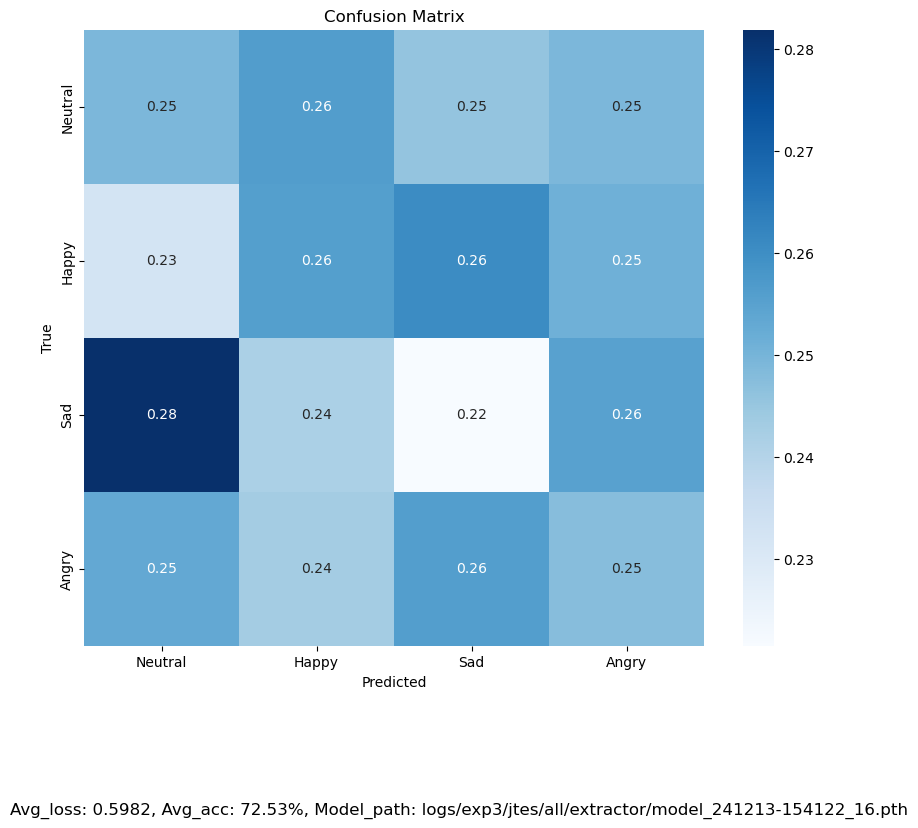 Confusion Matrix
Neutral 0.25 0.26 0.25 0.25
Happy 0.23 0.26 0.26 0.25
Sad 0.28 0.24 0.22 0.26
Angry 0.25 0.24 0.26 0.25
True
Neutral Happy Sad Angry
Predicted
0.28
0.27
0.26
0.25
0.24
0.23
Avg_loss: 0.5982, Avg_acc: 72.53%, Model_path: logs/exp3/jtes/all/extractor/model_241213-154122_16.pth